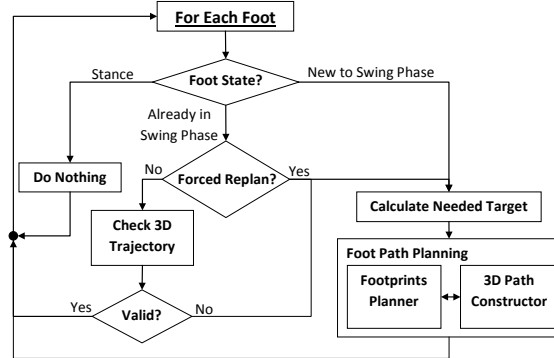 For Each Foot
Stance
Foot State?
New to Swing Phase
Already in
Swing Phase
No
Forced Replan?
Yes
Do Nothing
Calculate Needed Target
Check 3D
Trajectory
Foot Path Planning
Footprints
Planner
3D Path
Constructor
Yes
Valid?
No